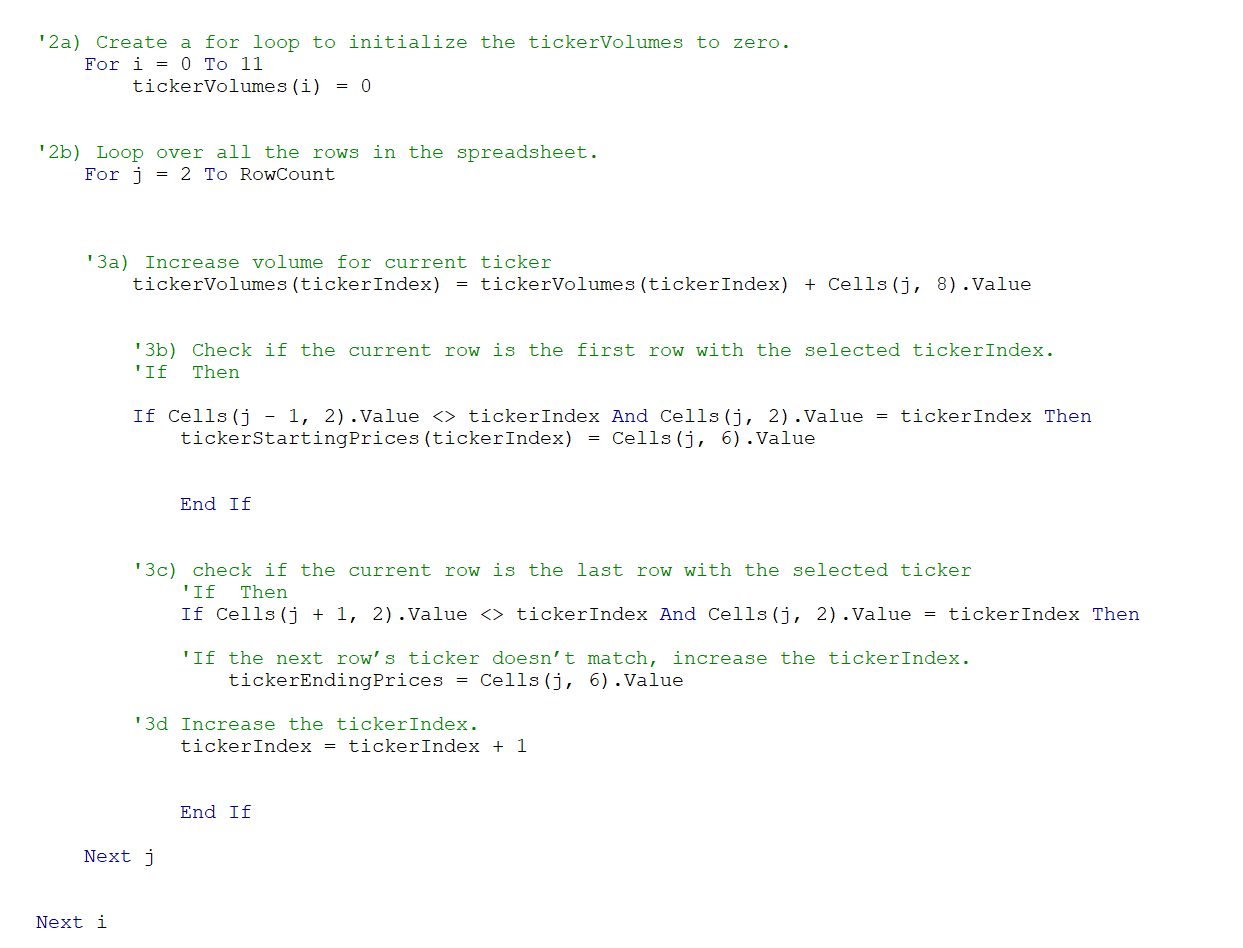 '2a) Create a for loop to initialize the tickerVolumes to zero.
    For i = 0 To 11
        tickerVolumes(i) = 0
'2b) Loop over all the rows in the spreadsheet.
    For j = 2 To RowCount
    '3a) Increase volume for current ticker
        tickerVolumes(tickerIndex) = tickerVolumes(tickerIndex) + Cells(j, 8).Value
        '3b) Check if the current row is the first row with the selected tickerIndex.
        'If  Then
        If Cells(j - 1, 2).Value <> tickerIndex And Cells(j, 2).Value = tickerIndex Then
            tickerStartingPrices(tickerIndex) = Cells(j, 6).Value
            End If
        '3c) check if the current row is the last row with the selected ticker
            'If  Then
            If Cells(j + 1, 2).Value <> tickerIndex And Cells(j, 2).Value = tickerIndex Then
            'If the next row’s ticker doesn’t match, increase the tickerIndex.
                tickerEndingPrices = Cells(j, 6).Value
        '3d Increase the tickerIndex.
            tickerIndex = tickerIndex + 1
            End If
    Next j
Next i